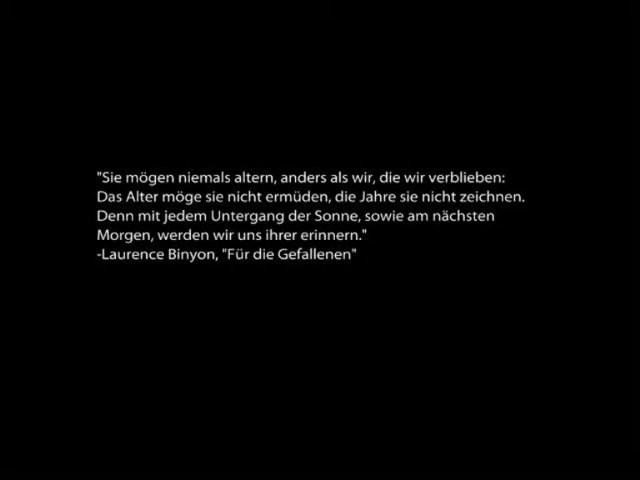 "Sie mögen niemals altern, anders als wir, die wir verblieben:
Das Alter möge sie nicht ermüden, die Jahre sie nicht zeichnen.
Denn mit jedem Untergang der Sonne, sowie am nächsten
Morgen, werden wir uns ihrer erinnern."
-Laurence Binyon, "Für die Gefallenen"